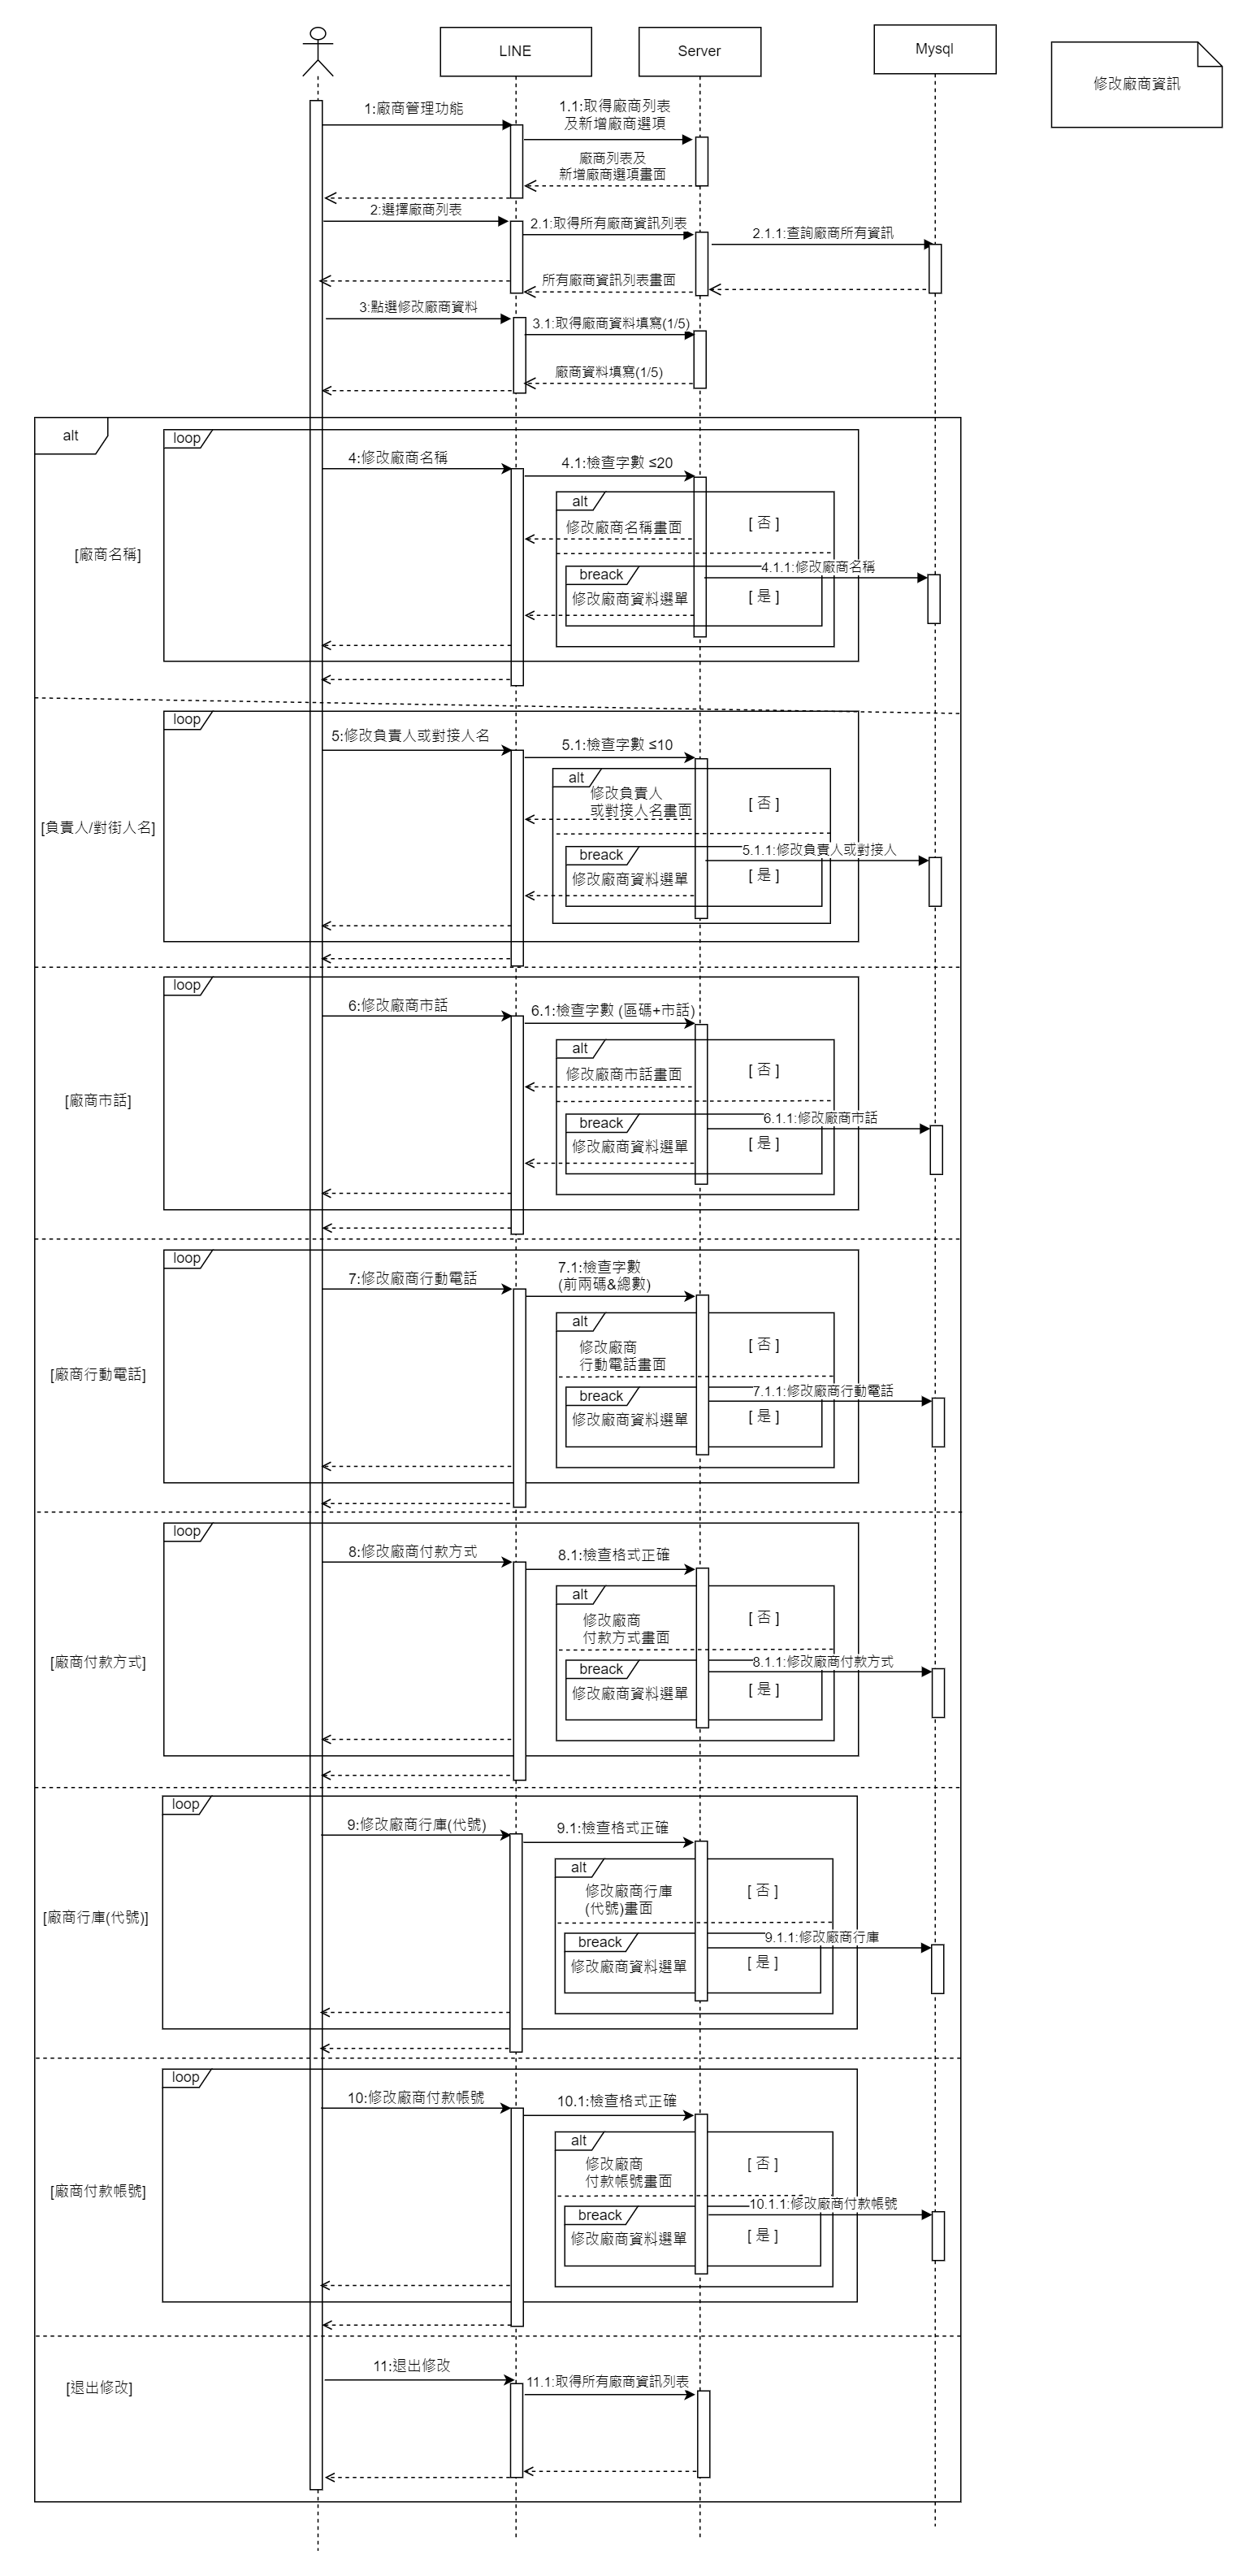 LINE
Server
Mysql
修改廠商資訊
1:廠商管理功能
1.1:取得廠商列表
及新增廠商選項
廠商列表及
新增廠商選項畫面
2:選擇廠商列表
2.1:取得所有廠商資訊列表
2.1.1:查詢廠商所有資訊
所有廠商資訊列表畫面
3:點選修改廠商資料
3.1:取得廠商資料填寫(1/5)
廠商資料填寫(1/5)
alt
loop
4:修改廠商名稱
4.1:檢查字數 ≤20
alt
修改廠商名稱畫面
[ 否 ]
[廠商名稱]
breack
4.1.1:修改廠商名稱
修改廠商資料選單
[ 是 ]
loop
5:修改負責人或對接人名
5.1:檢查字數 ≤10
alt
修改負責人
或對接人名畫面
[ 否 ]
[負責人/對街人名]
breack
5.1.1:修改負責人或對接人
修改廠商資料選單
[ 是 ]
loop
6:修改廠商市話
6.1:檢查字數 (區碼+市話)
alt
修改廠商市話畫面
[ 否 ]
[廠商市話]
breack
6.1.1:修改廠商市話
修改廠商資料選單
[ 是 ]
loop
7:修改廠商行動電話
7.1:檢查字數
(前兩碼&總數)
alt
修改廠商
行動電話畫面
[ 否 ]
[廠商行動電話]
breack
7.1.1:修改廠商行動電話
修改廠商資料選單
[ 是 ]
loop
8:修改廠商付款方式
8.1:檢查格式正確
alt
修改廠商
付款方式畫面
[ 否 ]
[廠商付款方式]
breack
8.1.1:修改廠商付款方式
修改廠商資料選單
[ 是 ]
loop
9:修改廠商行庫(代號)
9.1:檢查格式正確
alt
修改廠商行庫
(代號)畫面
[ 否 ]
[廠商行庫(代號)]
breack
9.1.1:修改廠商行庫
修改廠商資料選單
[ 是 ]
loop
10:修改廠商付款帳號
10.1:檢查格式正確
alt
修改廠商
付款帳號畫面
[ 否 ]
[廠商付款帳號]
breack
10.1.1:修改廠商付款帳號
修改廠商資料選單
[ 是 ]
11:退出修改
11.1:取得所有廠商資訊列表
[退出修改]